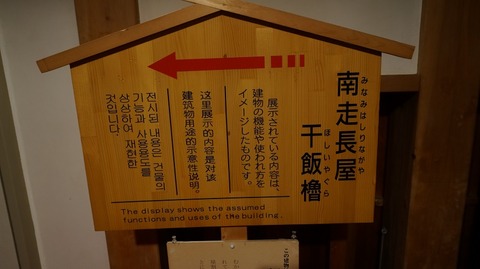 南走長屋
みなみはしりながや
干飯櫓
ほしいやぐら
展示されている内容は、
建物の機能や使われ方を
イメージしたものです。
这里展示的内容是对该
建筑物用途的示意性说明。
전시된 내용은 건물의
기능과 사용용도를
상상하여 재현한
것입니다.
The display shows the assumed
functions and uses of the building.
この建物